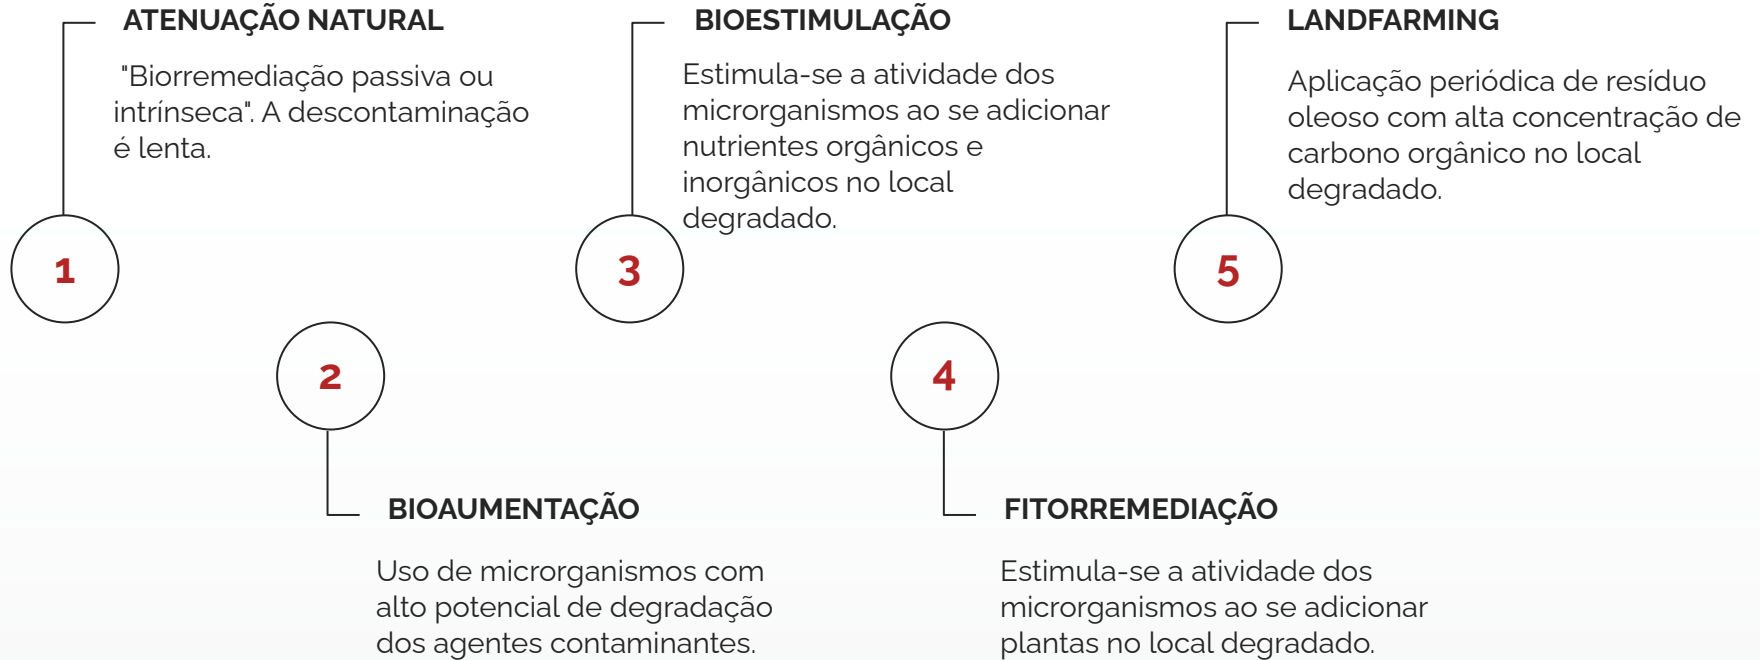 ATENUAÇÃO NATURAL
"Biorremediação passiva ou
intrínseca". A descontaminação
é lenta.
1
BIOAUMENTAÇÃO
Uso de microrganismos com
alto potencial de degradação
dos agentes contaminantes.
2
BIOESTIMULAÇÃO
Estimula-se a atividade dos
microrganismos ao se adicionar
nutrientes orgânicos e
inorgânicos no local
degradado.
3
FITORREMEDIAÇÃO
Estimula-se a atividade dos
microrganismos ao se adicionar
plantas no local degradado.
4
LANDFARMING
Aplicação periódica de resíduo
oleoso com alta concentração de
carbono orgânico no local
degradado.
5